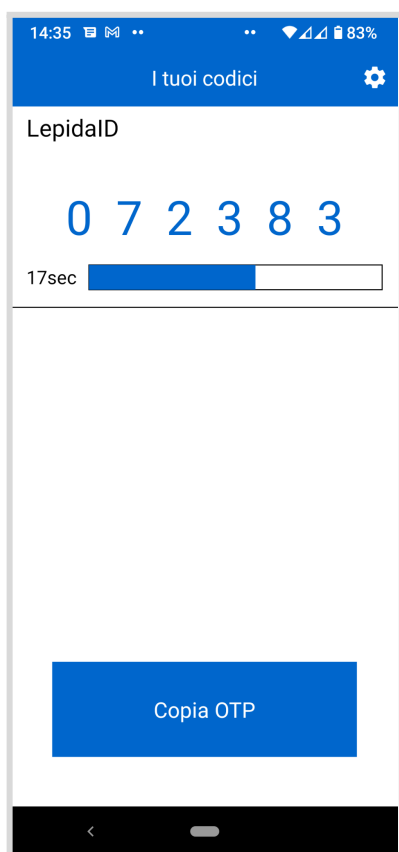 14:35 83%
I tuoi codici
LepidaID
0 7 2 3 8 3
17sec
Copia OTP